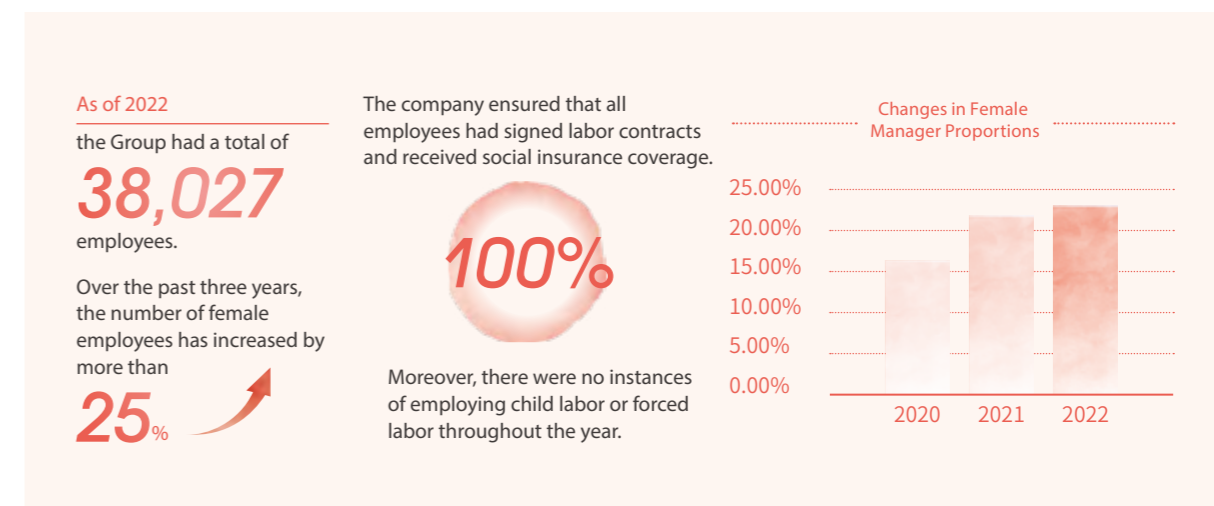 As of 2022
the Group had a total of
38,027
employees.
Over the past three years,
the number of female
employees has increased by
more than
25%
The company ensured that all
employees had signed labor contracts
and received social insurance coverage.
100%
Moreover, there were no instances
of employing child labor or forced
labor throughout the year.
Changes in Female
Manager Proportions
25.00%
20.00%
15.00%
10.00%
5.00%
0.00%
2020 2021 2022